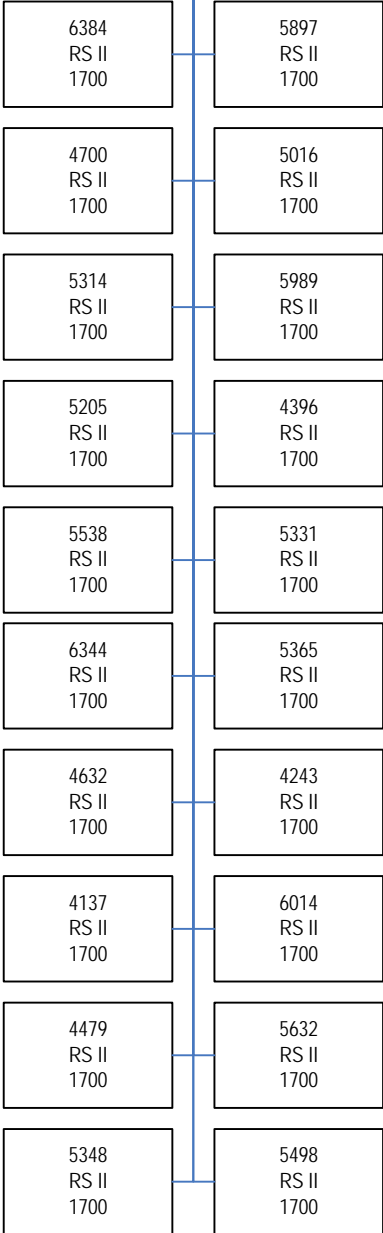 6384
RS II
1700
5897
RS II
1700
4700
RS II
1700
5016
RS II
1700
5314
RS II
1700
5989
RS II
1700
5205
RS II
1700
4396
RS II
1700
5538
RS II
1700
5331
RS II
1700
6344
RS II
1700
5365
RS II
1700
4632
RS II
1700
4243
RS II
1700
4137
RS II
1700
6014
RS II
1700
4479
RS II
1700
5632
RS II
1700
5348
RS II
1700
5498
RS II
1700